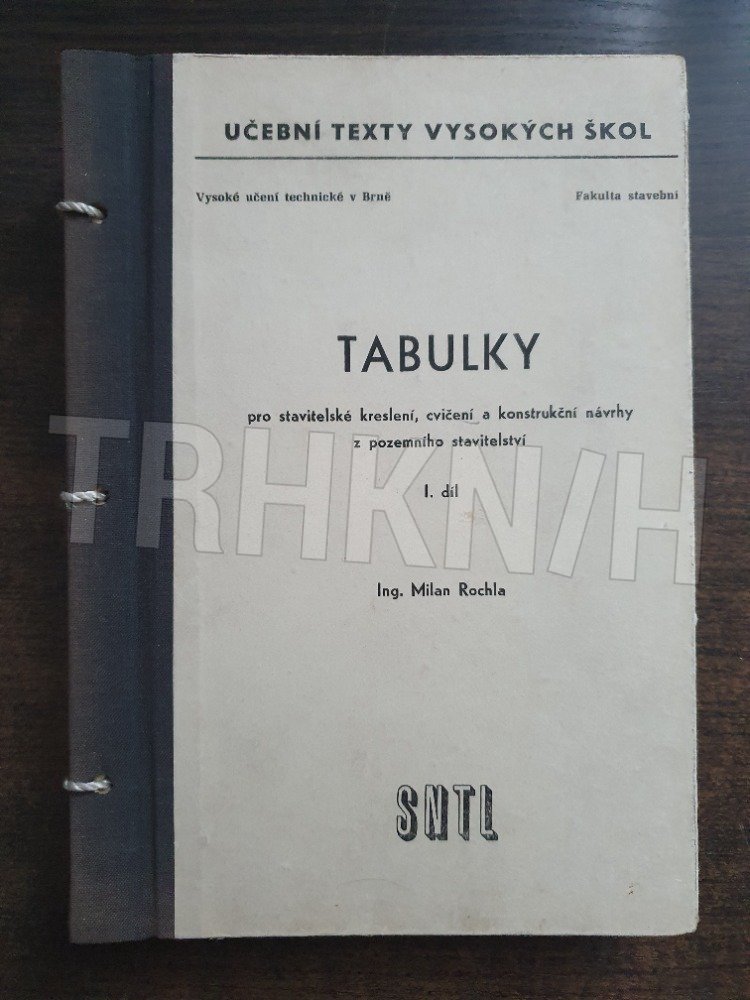 UČEBNÍ TEXTY VYSOKÝCH ŠKOL
Vysoké učení technické v Brně Fakulta stavební
TABULKY
pro stavitelské kreslení, cvičení a konstrukční návrhy
z pozemního stavitelství
I. díl
TRHKNIH
Ing. Milan Rochla
SNTL